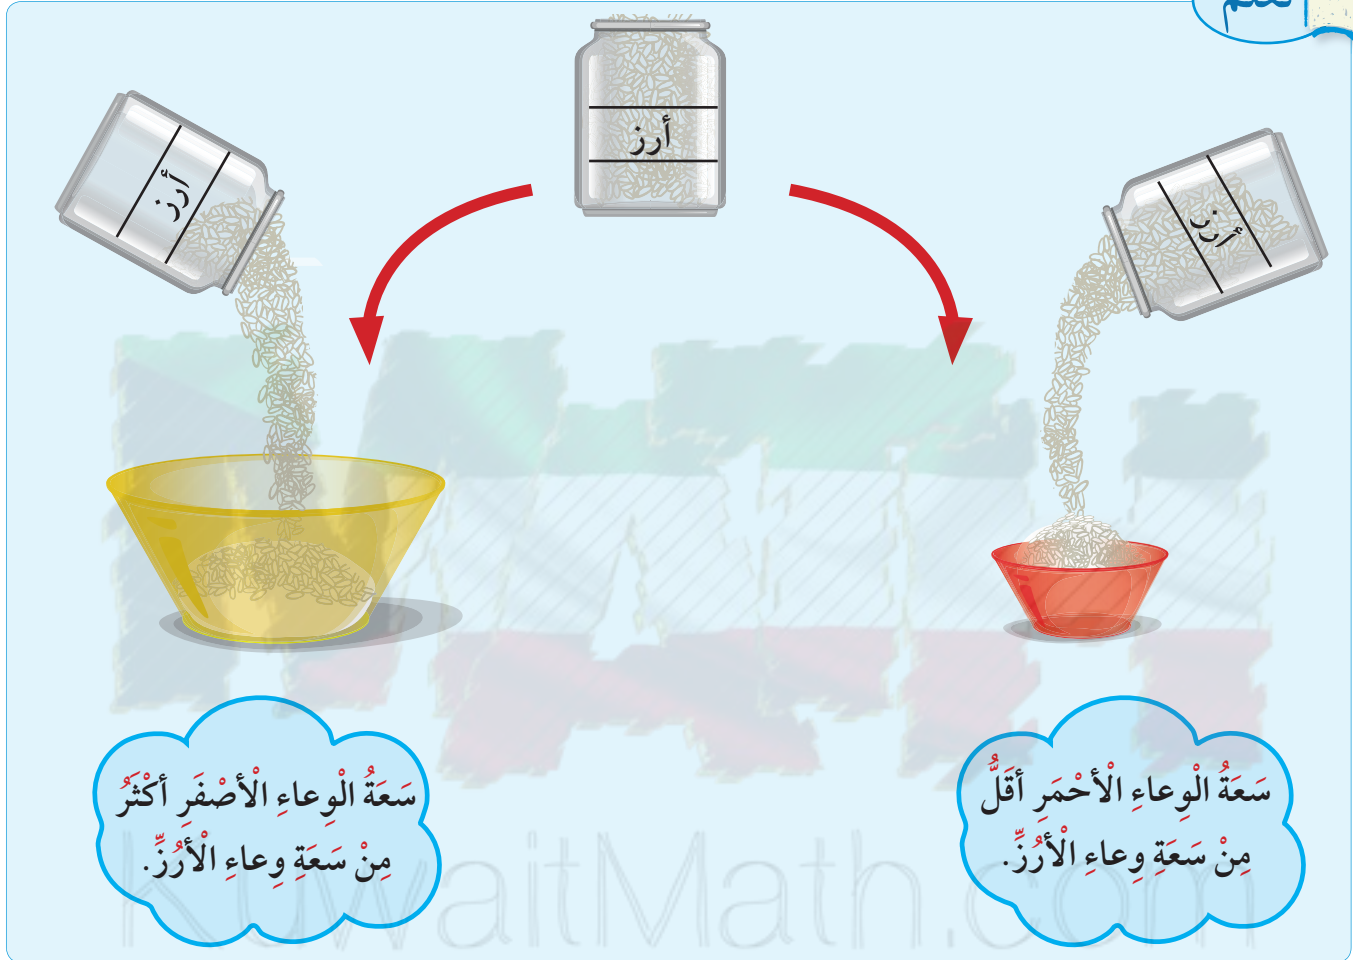 أرز
أرز
أرز
سَعَةُ الْوِعاءِ الْأَحْمَرِ أَقَلُّ
مِنْ سَعَةِ وِعاءِ الْأَرُزِّ.
سَعَةُ الْوِعاءِ الْأَصْفَرِ أَكْثَرُ
مِنْ سَعَةِ وِعاءِ الْأَرُزِّ.
KuwaitMath.com